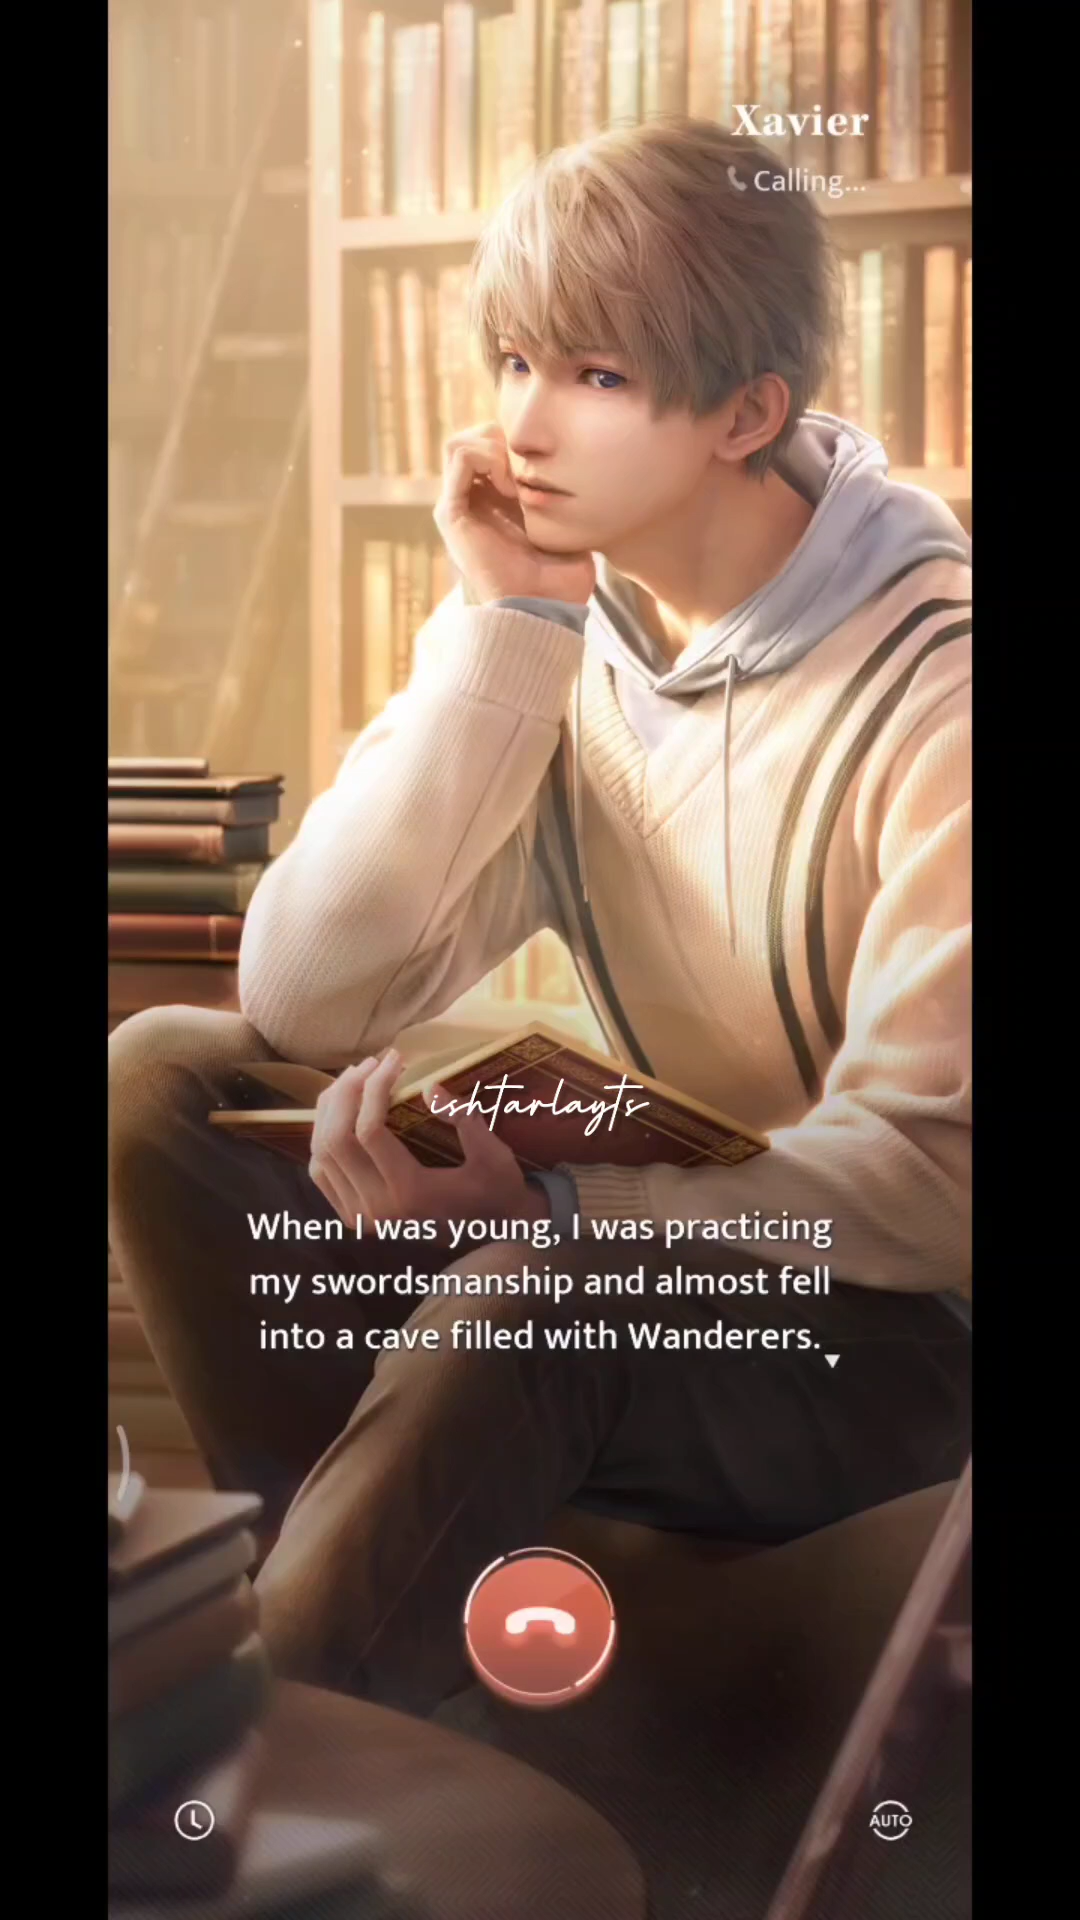 Xavier
Calling...
ishtarlayts
When I was young, I was practicing
my swordsmanship and almost fell
into a cave filled with Wanderers.
AUTO